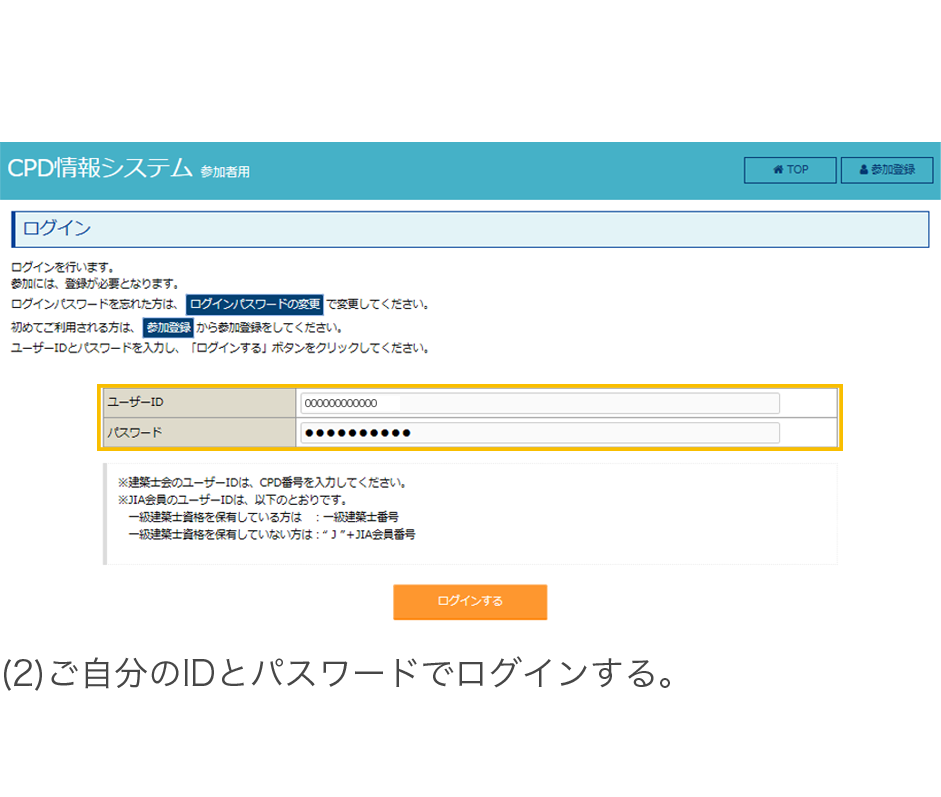 CPD情報システム 参加者用
TOP
参加登録
ログイン
ログインを行います。
参加には、登録が必要となります。
ログインパスワードを忘れた方は、 ログインパスワードの変更 で変更してください。
初めてご利用される方は、 参加登録 から参加登録をしてください。
ユーザーIDとパスワードを入力し、「ログインする」ボタンをクリックしてください。
ユーザーID 000000000000
パスワード ●●●●●●●●●●
※建築士会のユーザーIDは、CPD番号を入力してください。
※JIA会員のユーザーIDは、以下のとおりです。
一級建築士資格を保有している方は ：一級建築士番号
一級建築士資格を保有していない方は：“Ｊ”+JIA会員番号
ログインする
(2)ご自分のIDとパスワードでログインする。